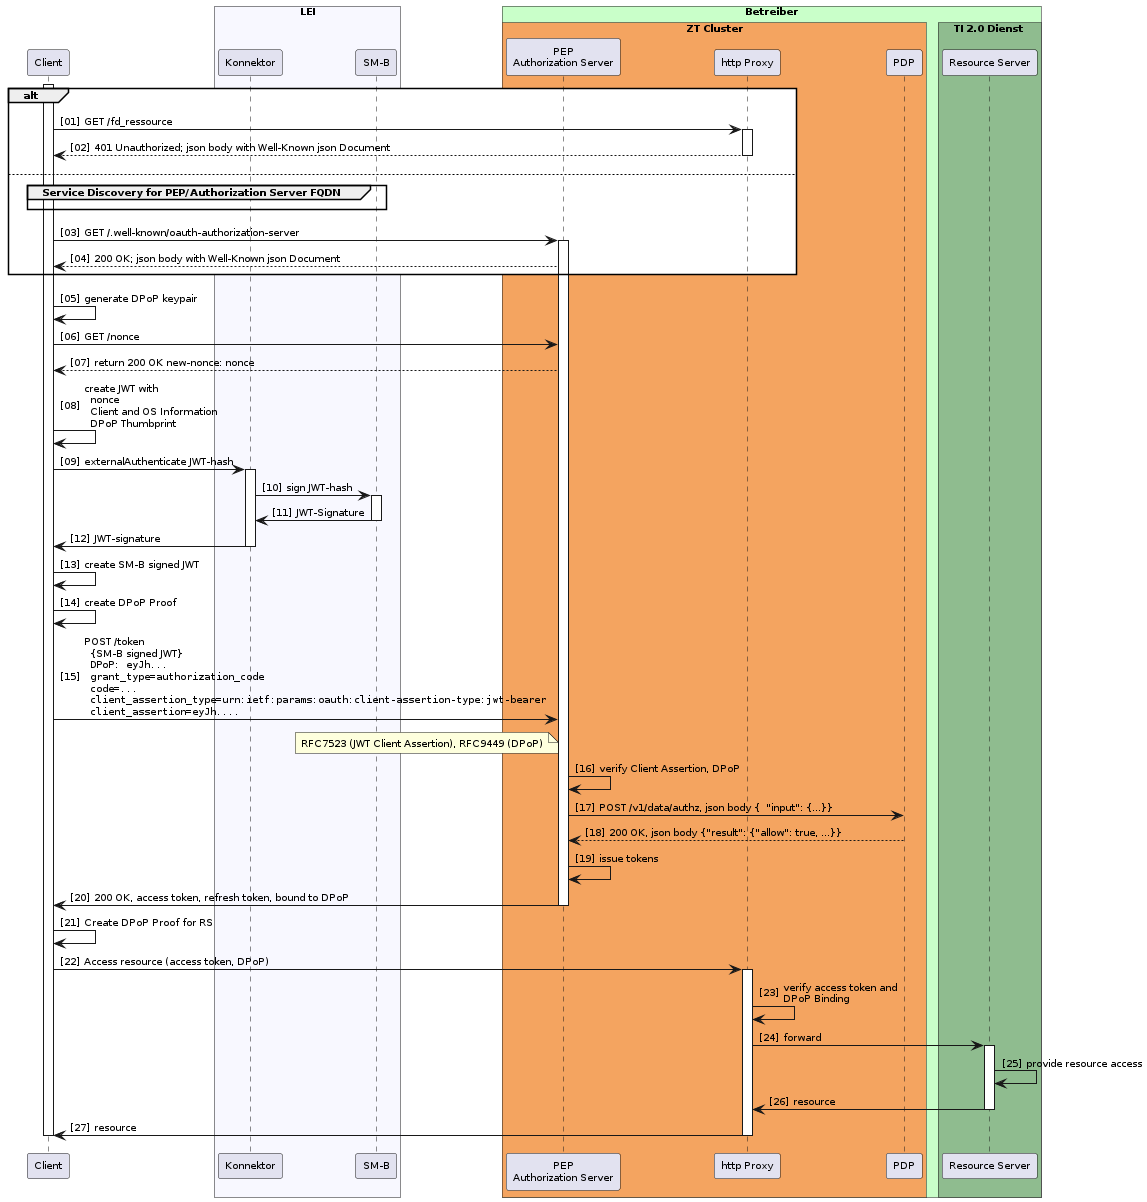 LEI
Betreiber
ZT Cluster
TI 2.0 Dienst
Client
Konnektor
SM-B
PEP
Authorization Server
http Proxy
PDP
Resource Server
alt
[01] GET /fd_ressource
[02] 401 Unauthorized; json body with Well-Known json Document
Service Discovery for PEP/Authorization Server FQDN
[03] GET /.well-known/oauth-authorization-server
[04] 200 OK; json body with Well-Known json Document
[05] generate DPoP keypair
[06] GET /nonce
[07] return 200 OK new-nonce: nonce
create JWT with
nonce
[08]
Client and OS Information
DPoP Thumbprint
[09] externalAuthenticate JWT-hash
[10] sign JWT-hash
[11] JWT-Signature
[12] JWT-signature
[13] create SM-B signed JWT
[14] create DPoP Proof
POST /token
{SM-B signed JWT}
DPoP: eyJh...
[15] grant_type=authorization_code
code=...
client_assertion_type=urn:ietf:params:oauth:client-assertion-type:jwt-bearer
client_assertion=eyJh....
RFC7523 (JWT Client Assertion), RFC9449 (DPoP)
[16] verify Client Assertion, DPoP
[17] POST /v1/data/authz, json body { "input": {...}}
[18] 200 OK, json body {"result": {"allow": true, ...}}
[19] issue tokens
[20] 200 OK, access token, refresh token, bound to DPoP
[21] Create DPoP Proof for RS
[22] Access resource (access token, DPoP)
[23] verify access token and
DPoP Binding
[24] forward
[25] provide resource access
[26] resource
[27] resource
Client
Konnektor
SM-B
PEP
Authorization Server
http Proxy
PDP
Resource Server